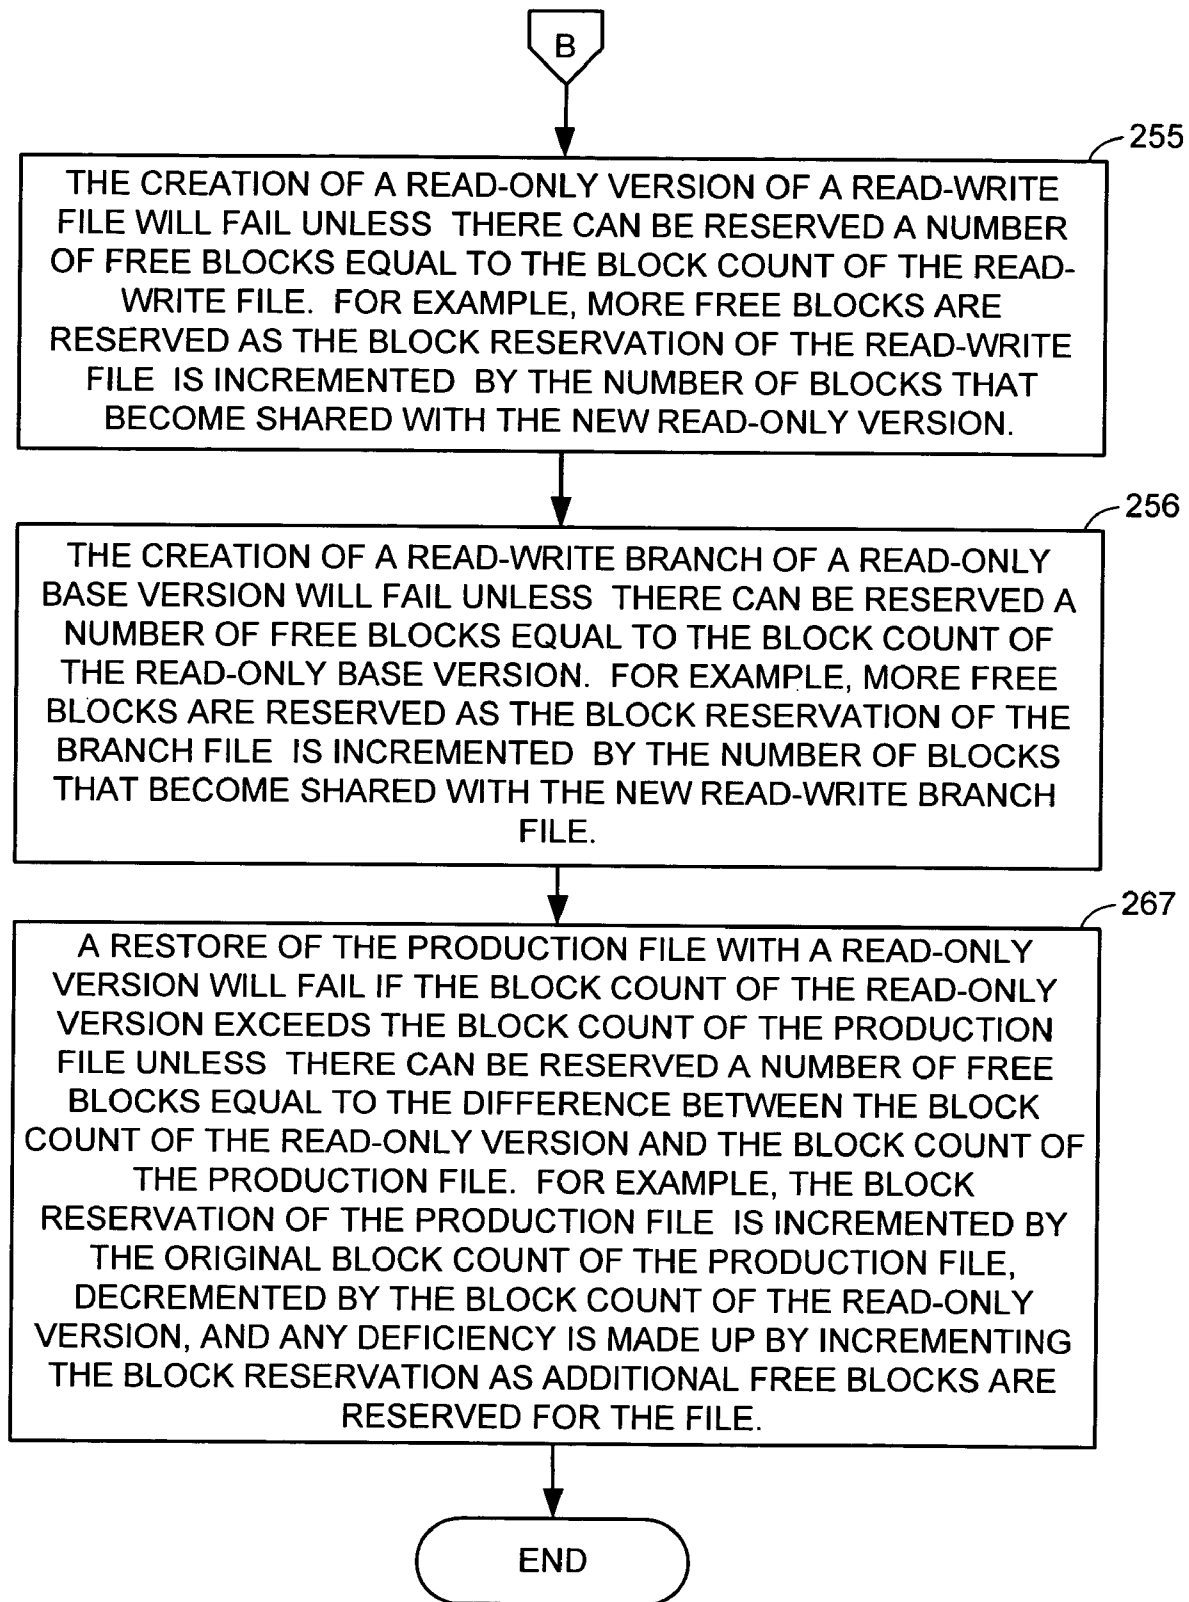 B
255
THE CREATION OF A READ-ONLY VERSION OF A READ-WRITE
FILE WILL FAIL UNLESS THERE CAN BE RESERVED A NUMBER
OF FREE BLOCKS EQUAL TO THE BLOCK COUNT OF THE READ-
WRITE FILE. FOR EXAMPLE, MORE FREE BLOCKS ARE
RESERVED AS THE BLOCK RESERVATION OF THE READ-WRITE
FILE IS INCREMENTED BY THE NUMBER OF BLOCKS THAT
BECOME SHARED WITH THE NEW READ-ONLY VERSION.
256
THE CREATION OF A READ-WRITE BRANCH OF A READ-ONLY
BASE VERSION WILL FAIL UNLESS THERE CAN BE RESERVED A
NUMBER OF FREE BLOCKS EQUAL TO THE BLOCK COUNT OF
THE READ-ONLY BASE VERSION. FOR EXAMPLE, MORE FREE
BLOCKS ARE RESERVED AS THE BLOCK RESERVATION OF THE
BRANCH FILE IS INCREMENTED BY THE NUMBER OF BLOCKS
THAT BECOME SHARED WITH THE NEW READ-WRITE BRANCH
FILE.
267
A RESTORE OF THE PRODUCTION FILE WITH A READ-ONLY
VERSION WILL FAIL IF THE BLOCK COUNT OF THE READ-ONLY
VERSION EXCEEDS THE BLOCK COUNT OF THE PRODUCTION
FILE UNLESS THERE CAN BE RESERVED A NUMBER OF FREE
BLOCKS EQUAL TO THE DIFFERENCE BETWEEN THE BLOCK
COUNT OF THE READ-ONLY VERSION AND THE BLOCK COUNT OF
THE PRODUCTION FILE. FOR EXAMPLE, THE BLOCK
RESERVATION OF THE PRODUCTION FILE IS INCREMENTED BY
THE ORIGINAL BLOCK COUNT OF THE PRODUCTION FILE,
DECREMENTED BY THE BLOCK COUNT OF THE READ-ONLY
VERSION, AND ANY DEFICIENCY IS MADE UP BY INCREMENTING
THE BLOCK RESERVATION AS ADDITIONAL FREE BLOCKS ARE
RESERVED FOR THE FILE.
END